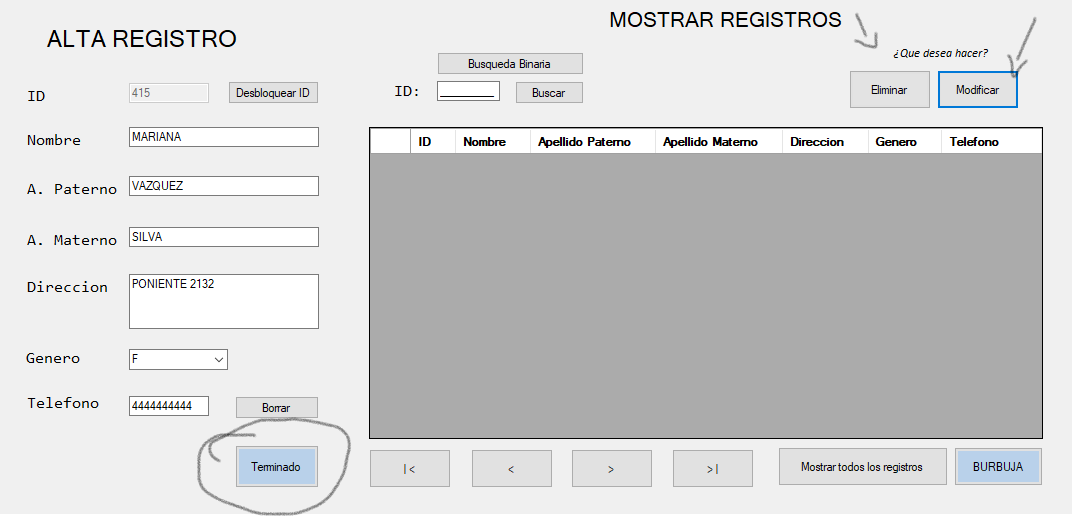 ALTA REGISTRO
MOSTRAR REGISTROS
¿Que desea hacer?
Busqueda Binaria
ID 415 Desbloquear ID
ID: Buscar
Eliminar Modificar
Nombre MARIANA
A. Paterno VAZQUEZ
A. Materno SILVA
Direccion PONIENTE 2132
Genero F
Telefono 4444444444
Borrar
Terminado
ID Nombre Apellido Paterno Apellido Materno Direccion Genero Telefono
|< < > >| Mostrar todos los registros BURBUJA